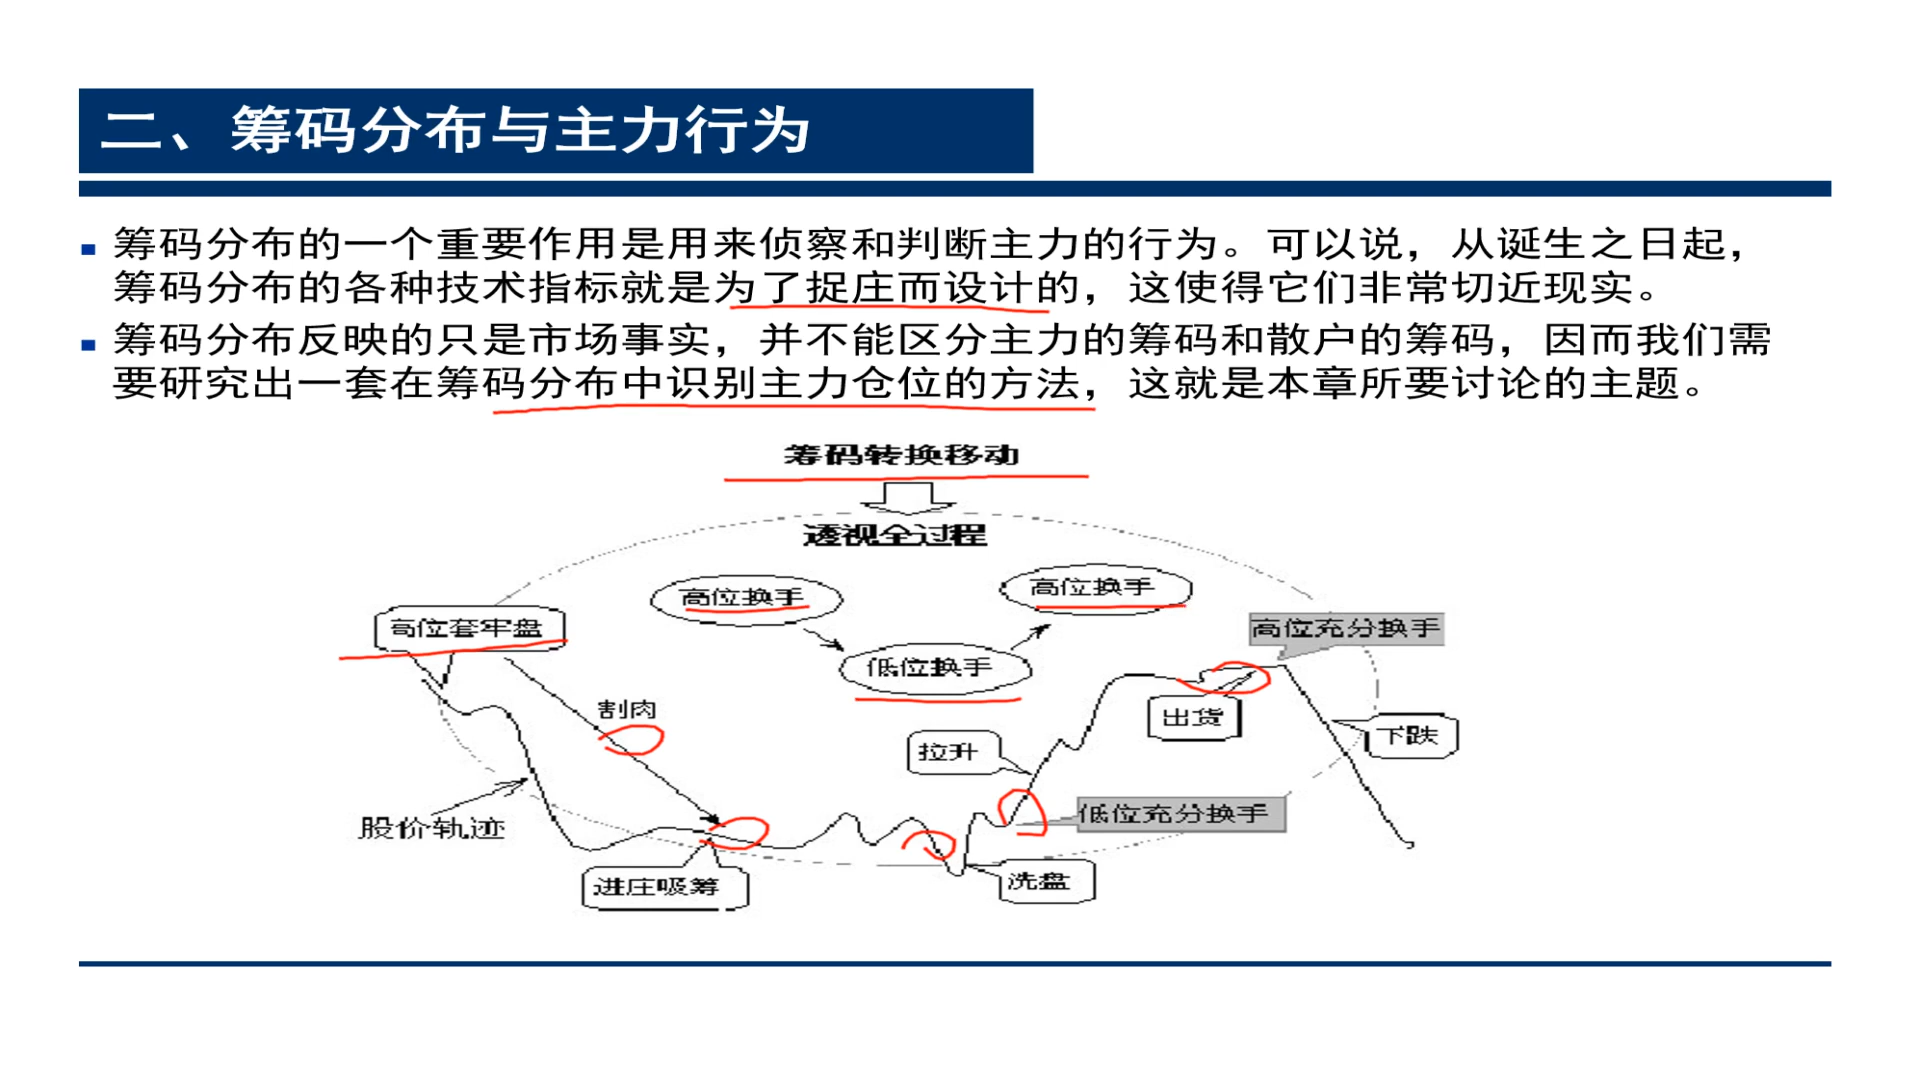 二、筹码分布与主力行为
筹码分布的一个重要作用是用来侦察和判断主力的行为。可以说，从诞生之日起，
筹码分布的各种技术指标就是为了捉庄而设计的，这使得它们非常切近现实。
筹码分布反映的只是市场事实，并不能区分主力的筹码和散户的筹码，因而我们需
要研究出一套在筹码分布中识别主力仓位的方法，这就是本章所要讨论的主题。
筹码转换移动
透视全过程
高位换手
高位换手
高位套牢盘
高位充分换手
低位换手
割肉
出货
下跌
拉升
股价轨迹
低位充分换手
进庄吸筹
洗盘